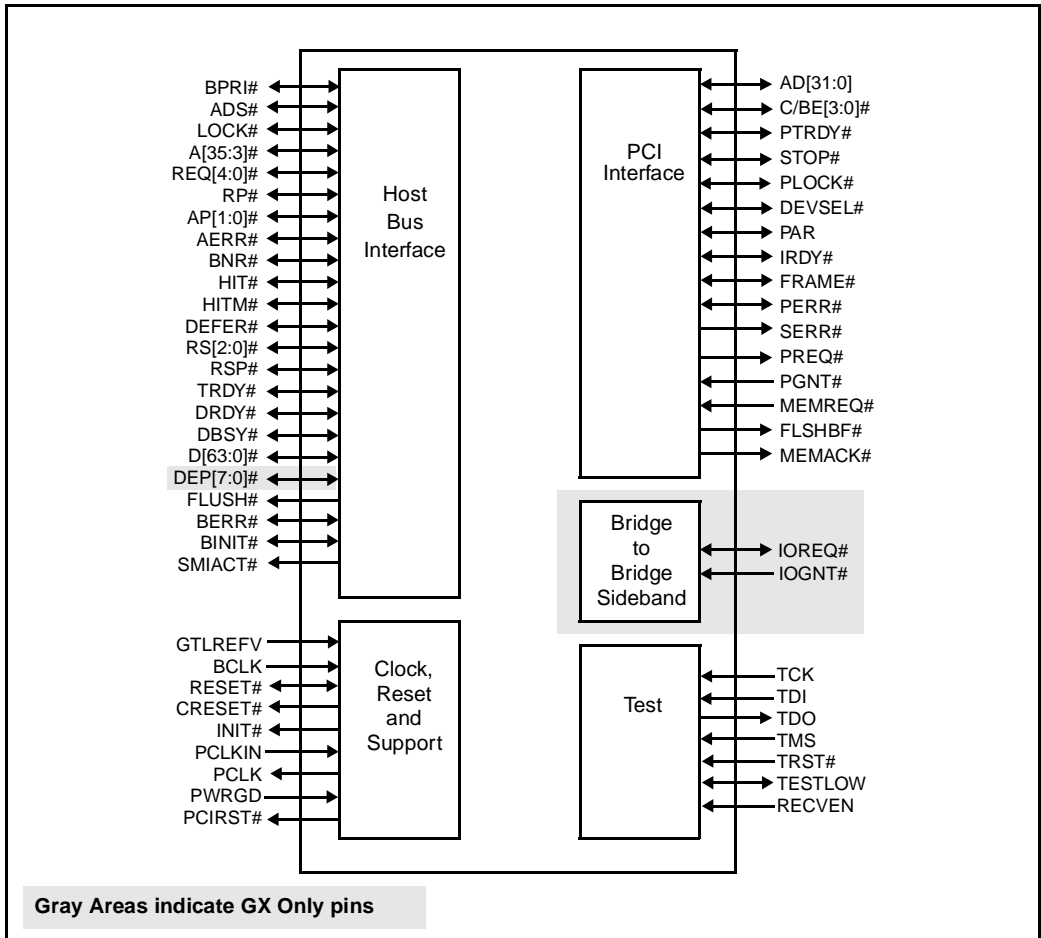 BPRI#
ADS#
LOCK#
A[35:3]#
REQ[4:0]#
RP#
AP[1:0]#
AERR#
BNR#
HIT#
HITM#
DEFER#
RS[2:0]#
RSP#
TRDY#
DRDY#
DBSY#
D[63:0]#
DEP[7:0]#
FLUSH#
BERR#
BINIT#
SMIACT#
Host
Bus
Interface
PCI
Interface
AD[31:0]
C/BE[3:0]#
PTRDY#
STOP#
PLOCK#
DEVSEL#
PAR
IRDY#
FRAME#
PERR#
SERR#
PREQ#
PGNT#
MEMREQ#
FLSHBF#
MEMACK#
Bridge
to
Bridge
Sideband
IOREQ#
IOGNT#
GTLREFV
BCLK
RESET#
CRESET#
INIT#
PCLKIN
PCLK
PWRGD
PCIRST#
Clock,
Reset
and
Support
Test
TCK
TDI
TDO
TMS
TRST#
TESTLOW
RECVEN
Gray Areas indicate GX Only pins